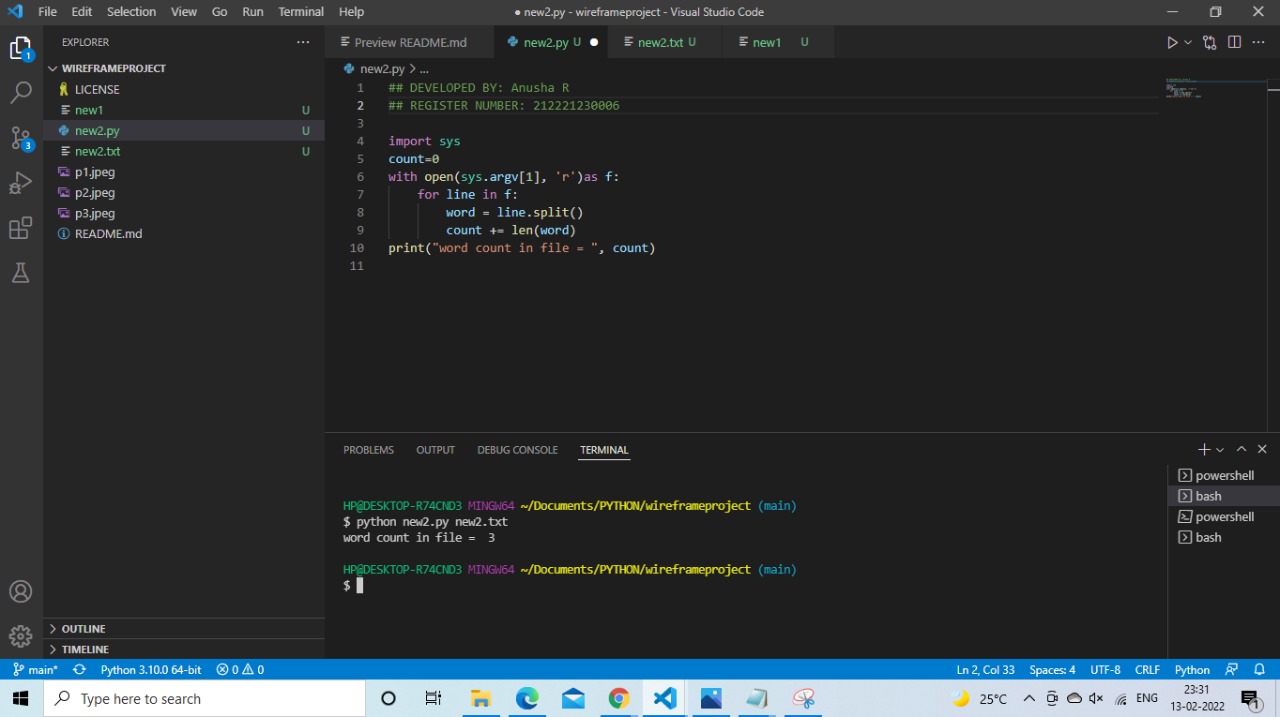 File Edit Selection View Go Run Terminal Help
● new2.py - wireframeproject - Visual Studio Code
EXPLORER
WIREFRAMEPROJECT
LICENSE
new1 U
new2.py U
new2.txt U
p1.jpeg
p2.jpeg
p3.jpeg
README.md
OUTLINE
TIMELINE
1
3
Preview README.md new2.py U new2.txt U new1 U
new2.py > ...
1 ## DEVELOPED BY: Anusha R
2 ## REGISTER NUMBER: 212221230006
3
4 import sys
5 count=0
6 with open(sys.argv[1], 'r')as f:
7 for line in f:
8 word = line.split()
9 count += len(word)
10 print("word count in file = ", count)
11
PROBLEMS OUTPUT DEBUG CONSOLE TERMINAL
HP@DESKTOP-R74CND3 MINGW64 ~/Documents/PYTHON/wireframeproject (main)
$ python new2.py new2.txt
word count in file =  3
HP@DESKTOP-R74CND3 MINGW64 ~/Documents/PYTHON/wireframeproject (main)
$
powershell
bash
powershell
bash
main* Python 3.10.0 64-bit 0 0 Ln 2, Col 33 Spaces: 4 UTF-8 CRLF Python
Type here to search
25°C ENG
23:31
13-02-2022
1